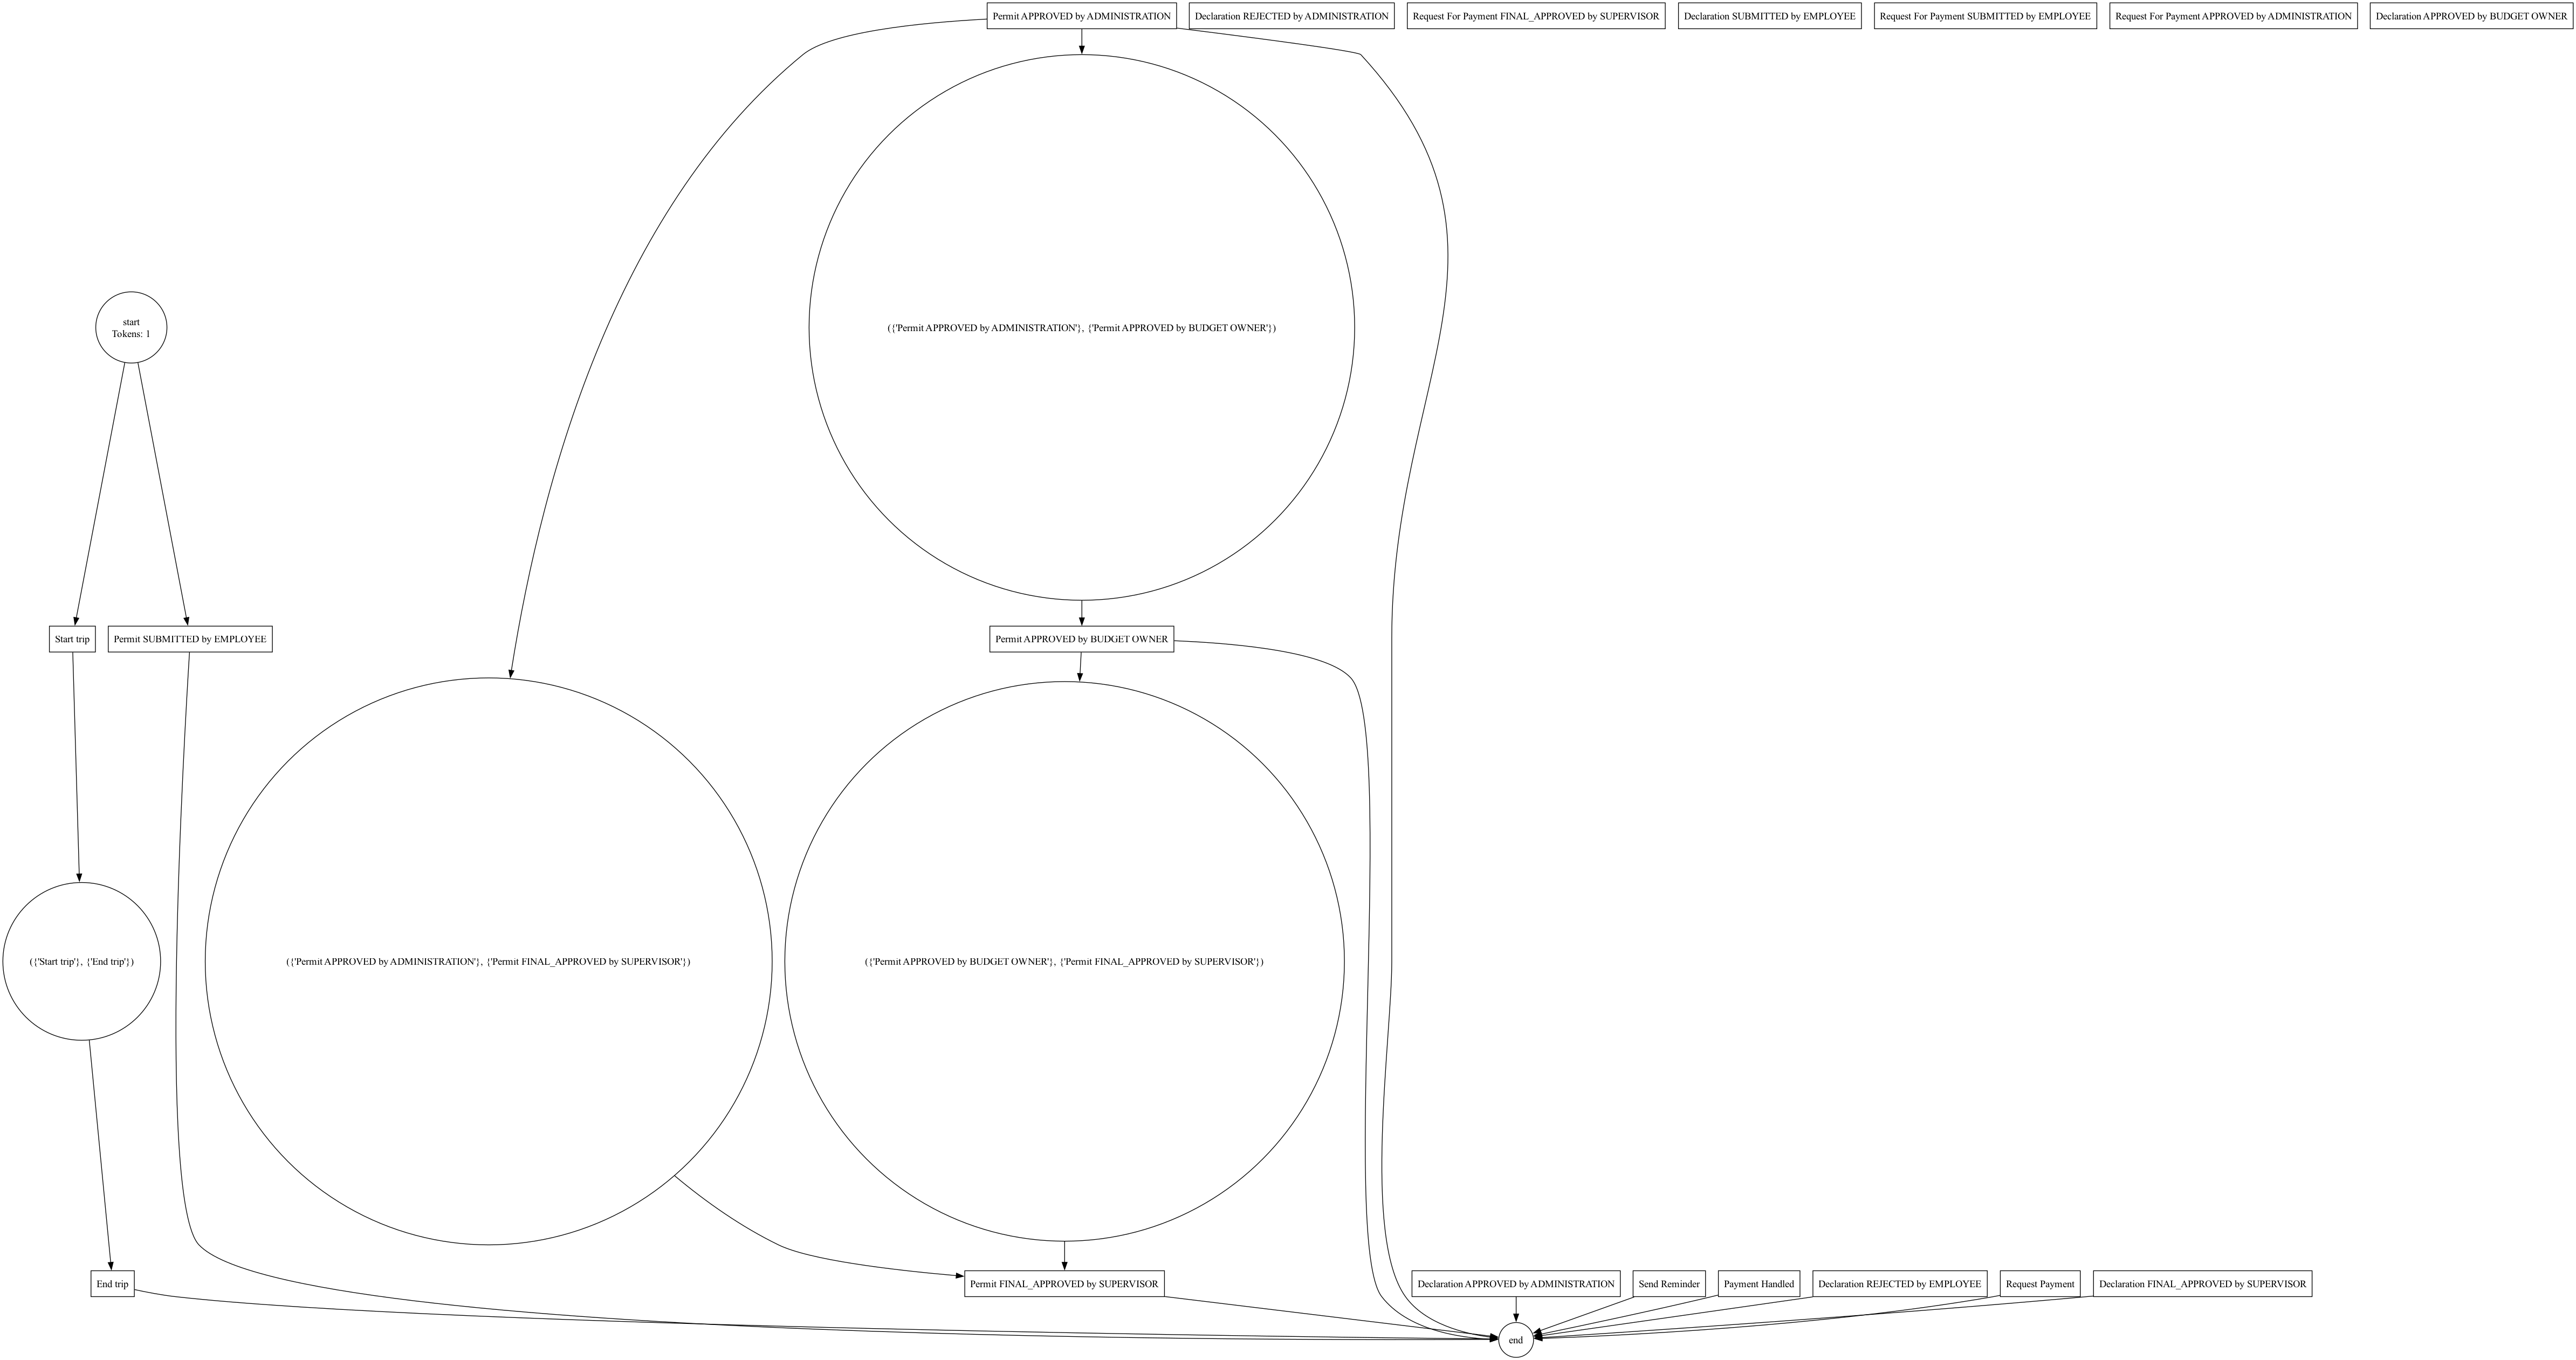 Permit APPROVED by ADMINISTRATION
Declaration REJECTED by ADMINISTRATION
Request For Payment FINAL_APPROVED by SUPERVISOR
Declaration SUBMITTED by EMPLOYEE
Request For Payment SUBMITTED by EMPLOYEE
Request For Payment APPROVED by ADMINISTRATION
Declaration APPROVED by BUDGET OWNER
start
Tokens: 1
({'Permit APPROVED by ADMINISTRATION'}, {'Permit APPROVED by BUDGET OWNER'})
Start trip
Permit SUBMITTED by EMPLOYEE
Permit APPROVED by BUDGET OWNER
({'Start trip'}, {'End trip'})
({'Permit APPROVED by ADMINISTRATION'}, {'Permit FINAL_APPROVED by SUPERVISOR'})
({'Permit APPROVED by BUDGET OWNER'}, {'Permit FINAL_APPROVED by SUPERVISOR'})
End trip
Permit FINAL_APPROVED by SUPERVISOR
Declaration APPROVED by ADMINISTRATION
Send Reminder
Payment Handled
Declaration REJECTED by EMPLOYEE
Request Payment
Declaration FINAL_APPROVED by SUPERVISOR
end